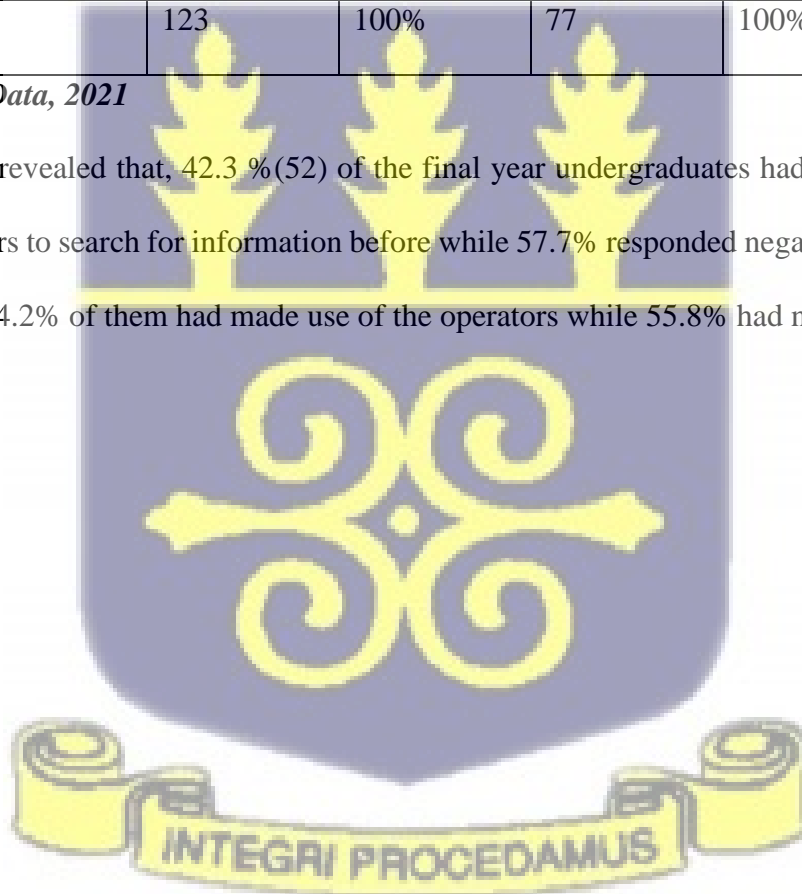 123 100% 77 100%
Data, 2021
revealed that, 42.3 %(52) of the final year undergraduates had
rs to search for information before while 57.7% responded nega
4.2% of them had made use of the operators while 55.8% had n
INTEGRI PROCEDAMUS